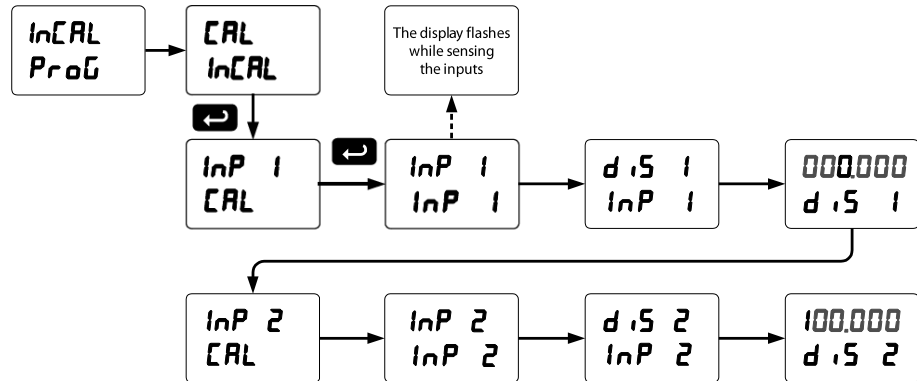 InCAL
ProG
CAL
InCAL
The display flashes
while sensing
the inputs
InP 1
CAL
InP 1
InP 1
diS 1
InP 1
000.000
diS 1
InP 2
CAL
InP 2
InP 2
diS 2
InP 2
100.000
diS 2